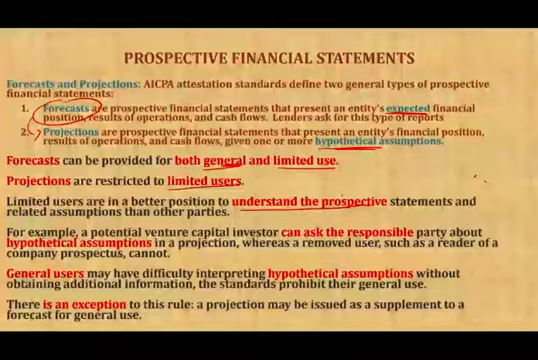 PROSPECTIVE FINANCIAL STATEMENTS
Forecasts and Projections: AICPA attestation standards define two general types of prospective
financial statements:
1. Forecasts are prospective financial statements that present an entity's expected financial
position, results of operations, and cash flows. Lenders ask for this type of reports
2. Projections are prospective financial statements that present an entity's financial position,
results of operations, and cash flows, given one or more hypothetical assumptions.
Forecasts can be provided for both general and limited use.
Projections are restricted to limited users.
Limited users are in a better position to understand the prospective statements and
related assumptions than other parties.
For example, a potential venture capital investor can ask the responsible party about
hypothetical assumptions in a projection, whereas a removed user, such as a reader of a
company prospectus, cannot.
General users may have difficulty interpreting hypothetical assumptions without
obtaining additional information, the standards prohibit their general use.
There is an exception to this rule: a projection may be issued as a supplement to a
forecast for general use.